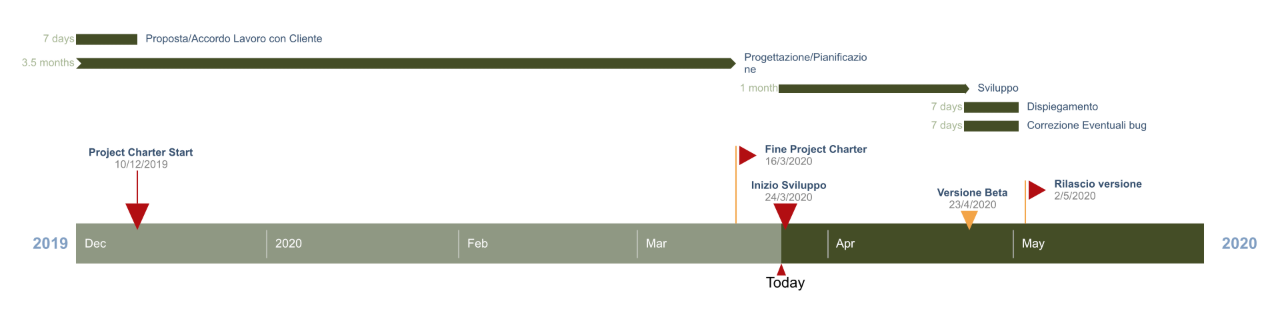 7 days Proposta/Accordo Lavoro con Cliente
3.5 months Progettazione/Pianificazio
ne
1 month Sviluppo
7 days Dispiegamento
7 days Correzione Eventuali bug
Project Charter Start
10/12/2019
Fine Project Charter
16/3/2020
Inizio Sviluppo
24/3/2020
Versione Beta
23/4/2020
Rilascio versione
2/5/2020
2019 Dec 2020 Feb Mar Apr May 2020
Today